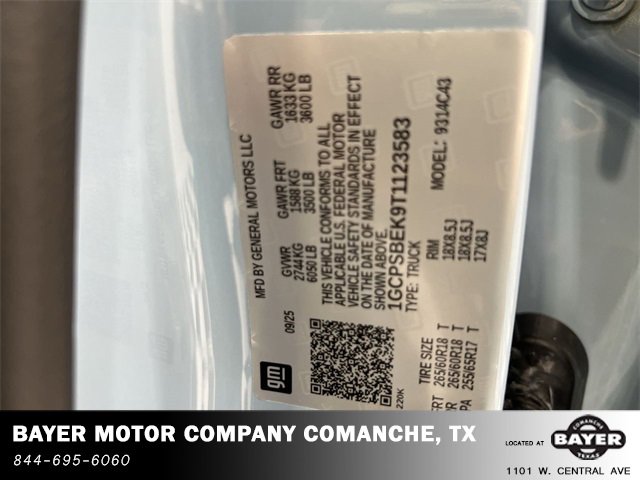 MFD BY GENERAL MOTORS LLC
09/25
GVWR GAWR FRT GAWR RR
2744 KG 1588 KG 1633 KG
6050 LB 3500 LB 3600 LB
THIS VEHICLE CONFORMS TO ALL
APPLICABLE U.S. FEDERAL MOTOR
VEHICLE SAFETY STANDARDS IN EFFECT
ON THE DATE OF MANUFACTURE
SHOWN ABOVE.
1GCPSBEK9T1123583
TYPE: TRUCK MODEL: 9314C43
TIRE SIZE RIM
FRT 265/60R18 T 18X8.5J
265/60R18 T 18X8.5J
255/65R17 T 17X8J
gm
220K
BAYER MOTOR COMPANY COMANCHE, TX
844-695-6060
LOCATED AT
COMANCHE
BAYER
TEXAS
1101 W. CENTRAL AVE